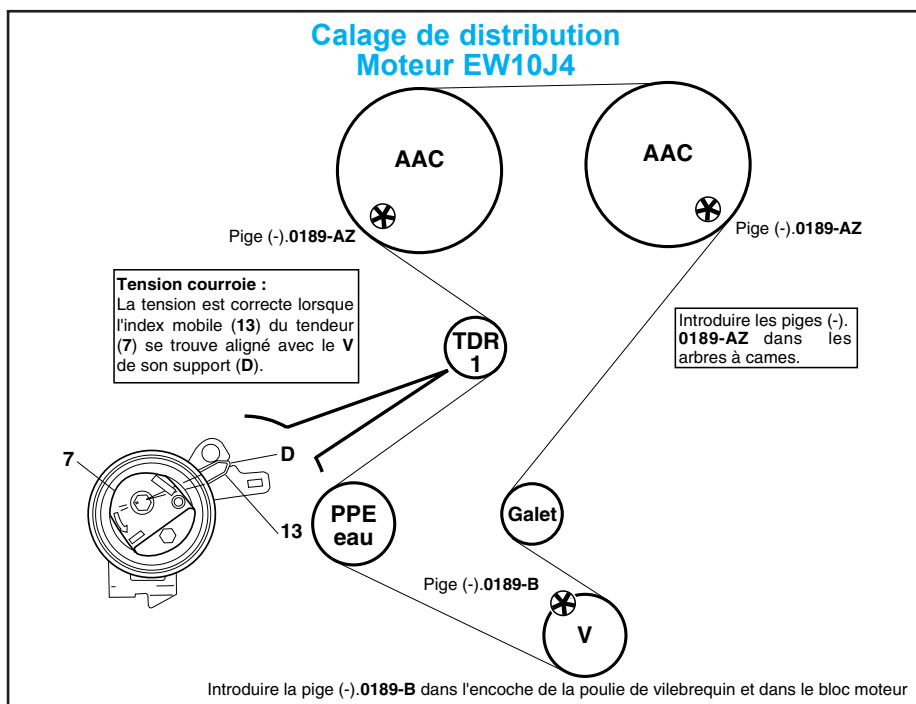 Calage de distribution
Moteur EW10J4
AAC
AAC
Pige (-).0189-AZ
Pige (-).0189-AZ
Tension courroie :
La tension est correcte lorsque
l'index mobile (13) du tendeur
(7) se trouve aligné avec le V
de son support (D).
TDR
1
Introduire les piges (-).
0189-AZ dans les
arbres à cames.
7
D
13
PPE
eau
Galet
Pige (-).0189-B
V
Introduire la pige (-).0189-B dans l'encoche de la poulie de vilebrequin et dans le bloc moteur